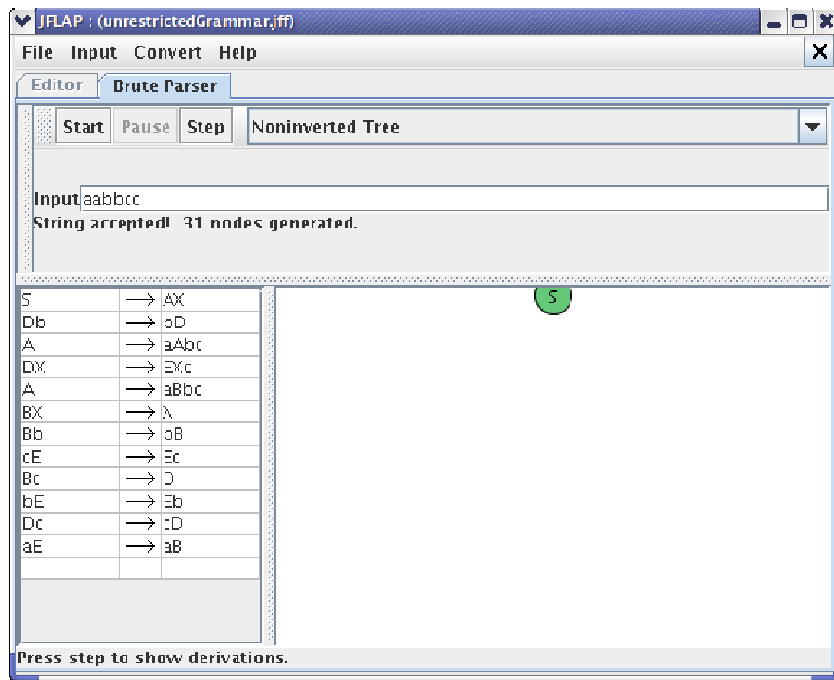 JFLAP : (unrestrictedGrammar.jff)
File Input Convert Help
Editor Brute Parser
Start Pause Step Noninverted Tree
Input aabbcc
String accepted! 31 nodes generated.
S → AX
S
Db → bD
A → aAbc
DX → EXc
A → aBbc
BX → λ
Bb → bB
cE → Ec
Bc → D
bE → Eb
Dc → cD
aE → aB
Press step to show derivations.